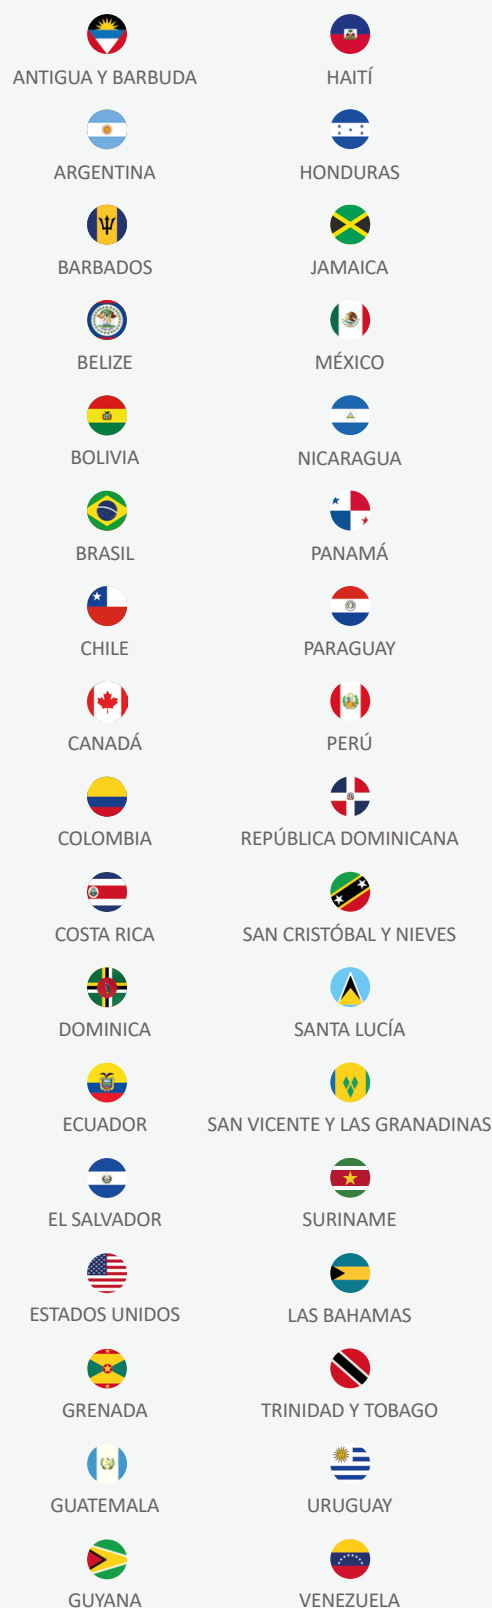 ANTIGUA Y BARBUDA
HAITÍ
ARGENTINA
HONDURAS
BARBADOS
JAMAICA
BELIZE
MÉXICO
BOLIVIA
NICARAGUA
BRASIL
PANAMÁ
CHILE
PARAGUAY
CANADÁ
PERÚ
COLOMBIA
REPÚBLICA DOMINICANA
COSTA RICA
SAN CRISTÓBAL Y NIEVES
DOMINICA
SANTA LUCÍA
ECUADOR
SAN VICENTE Y LAS GRANADINAS
EL SALVADOR
SURINAME
ESTADOS UNIDOS
LAS BAHAMAS
GRENADA
TRINIDAD Y TOBAGO
GUATEMALA
URUGUAY
GUYANA
VENEZUELA